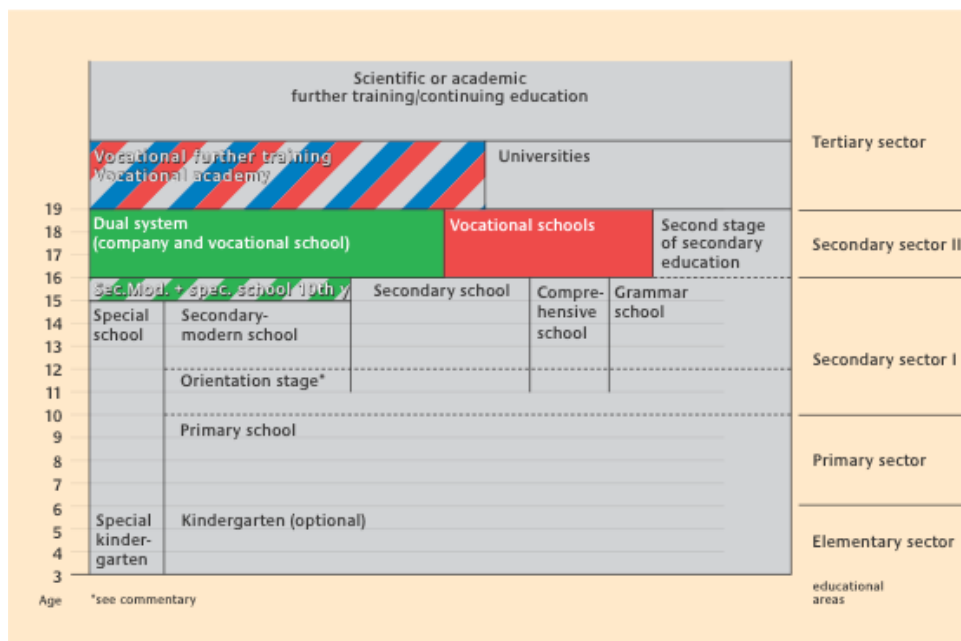 Scientific or academic
further training/continuing education
Tertiary sector
Vocational further training
Vocational academy
Universities
19
18
17
16
15
14
13
12
11
10
9
8
7
6
5
4
3
Dual system
(company and vocational school)
Vocational schools
Second stage
of secondary
education
Secondary sector II
Sec.Mod. + spec. school 10th y
Secondary school
Compre-
hensive
school
Grammar
school
Special
school
Secondary-
modern school
Secondary sector I
Orientation stage*
Primary school
Primary sector
Special
kinder-
garten
Kindergarten (optional)
Elementary sector
Age
*see commentary
educational
areas